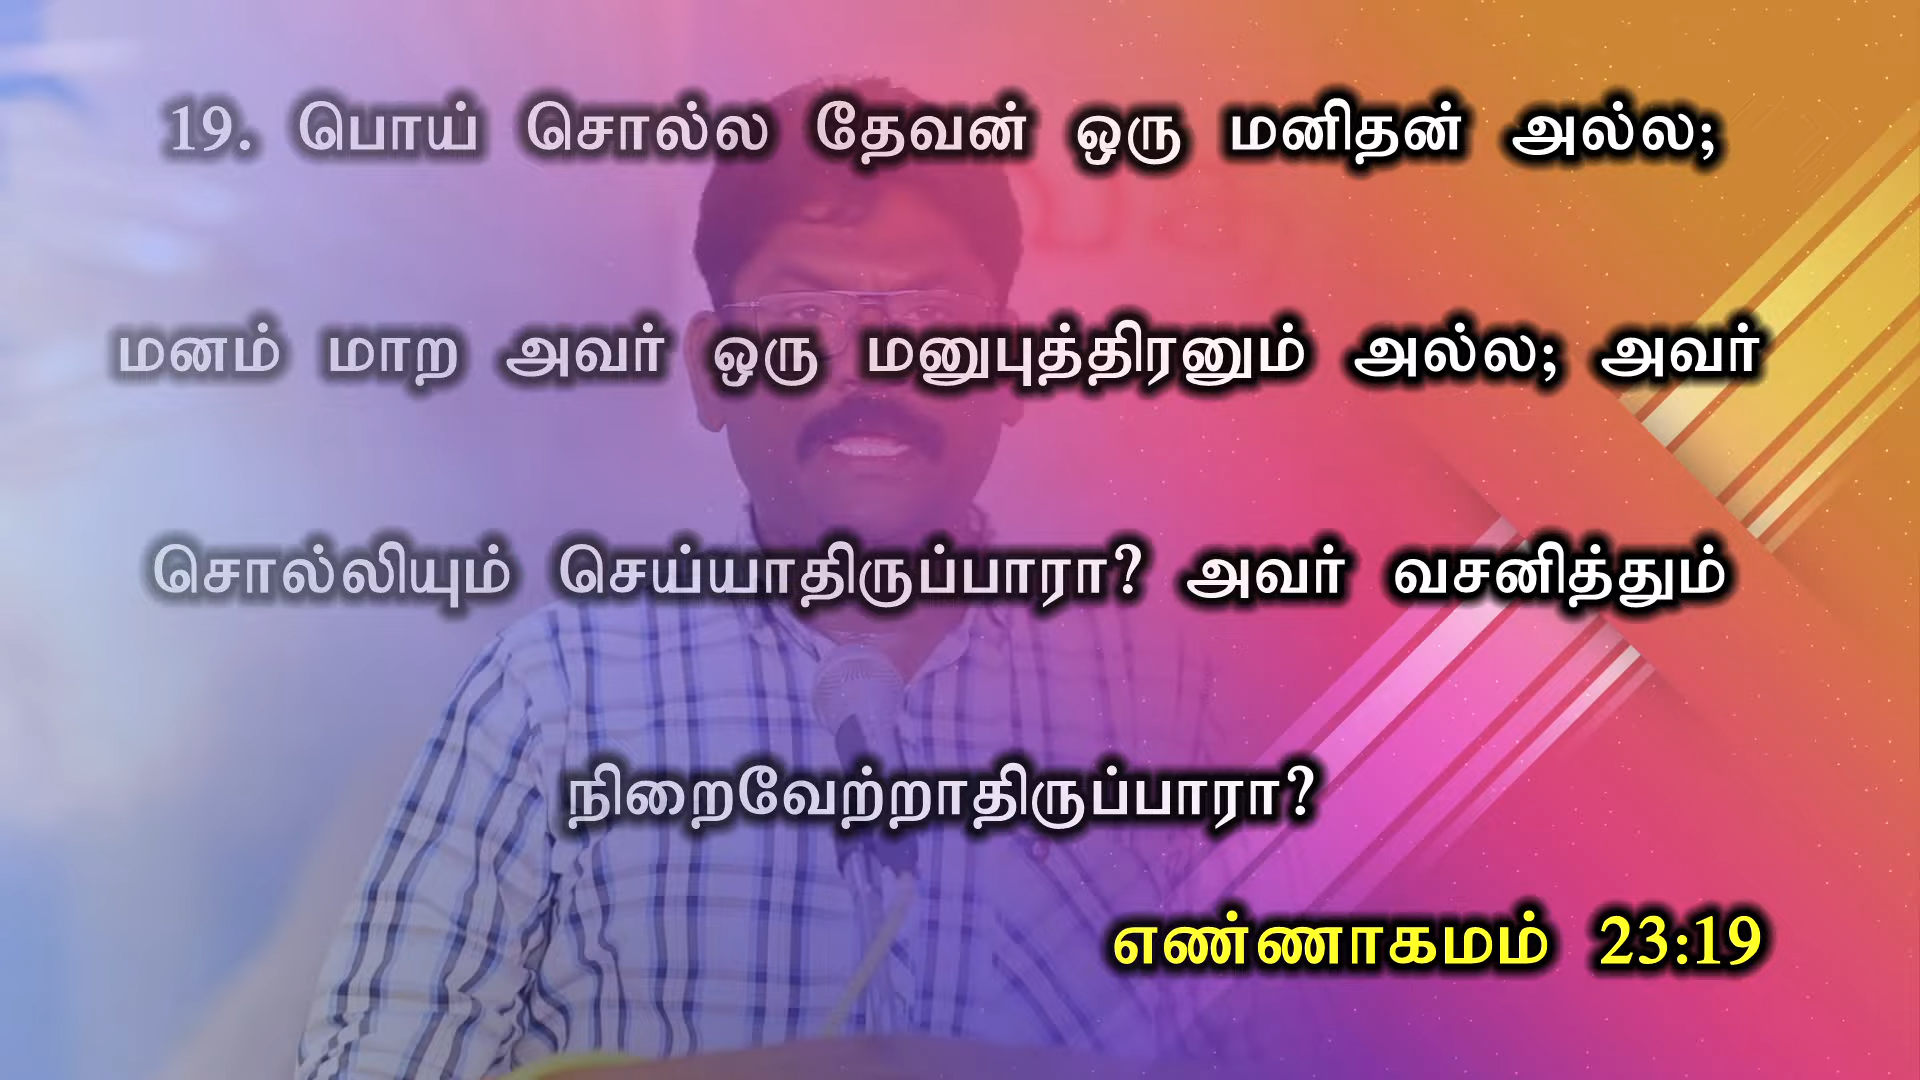 19. பொய் சொல்ல தேவன் ஒரு மனிதன் அல்ல;
மனம் மாற அவர் ஒரு மனுபுத்திரனும் அல்ல; அவர்
சொல்லியும் செய்யாதிருப்பாரா? அவர் வசனித்தும்
நிறைவேற்றாதிருப்பாரா?
எண்ணாகமம் 23:19